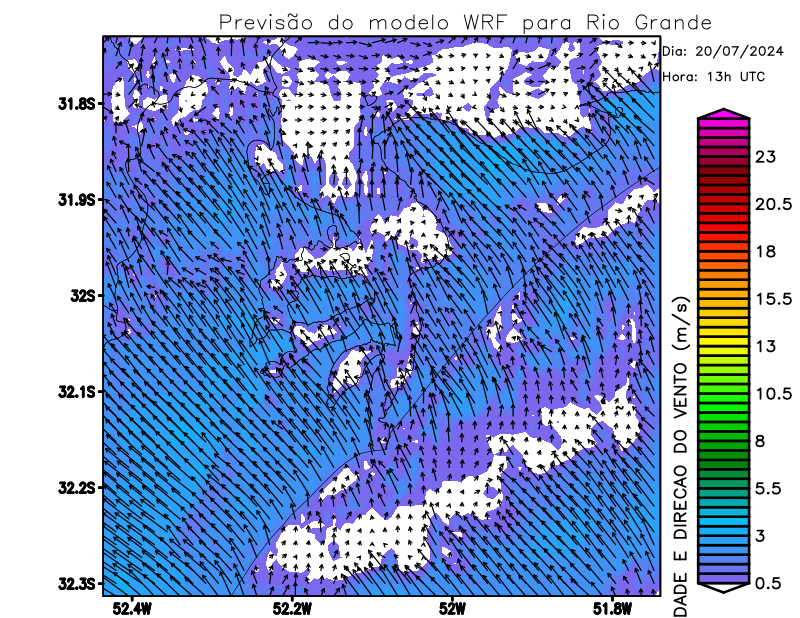 Previsão do modelo WRF para Rio Grande
Dia: 20/07/2024
Hora: 13h UTC
31.8S
31.9S
32S
32.1S
32.2S
32.3S
52.4W
52.2W
52W
51.8W
23
20.5
18
15.5
13
10.5
8
5.5
3
0.5
DADE E DIRECAO DO VENTO (m/s)